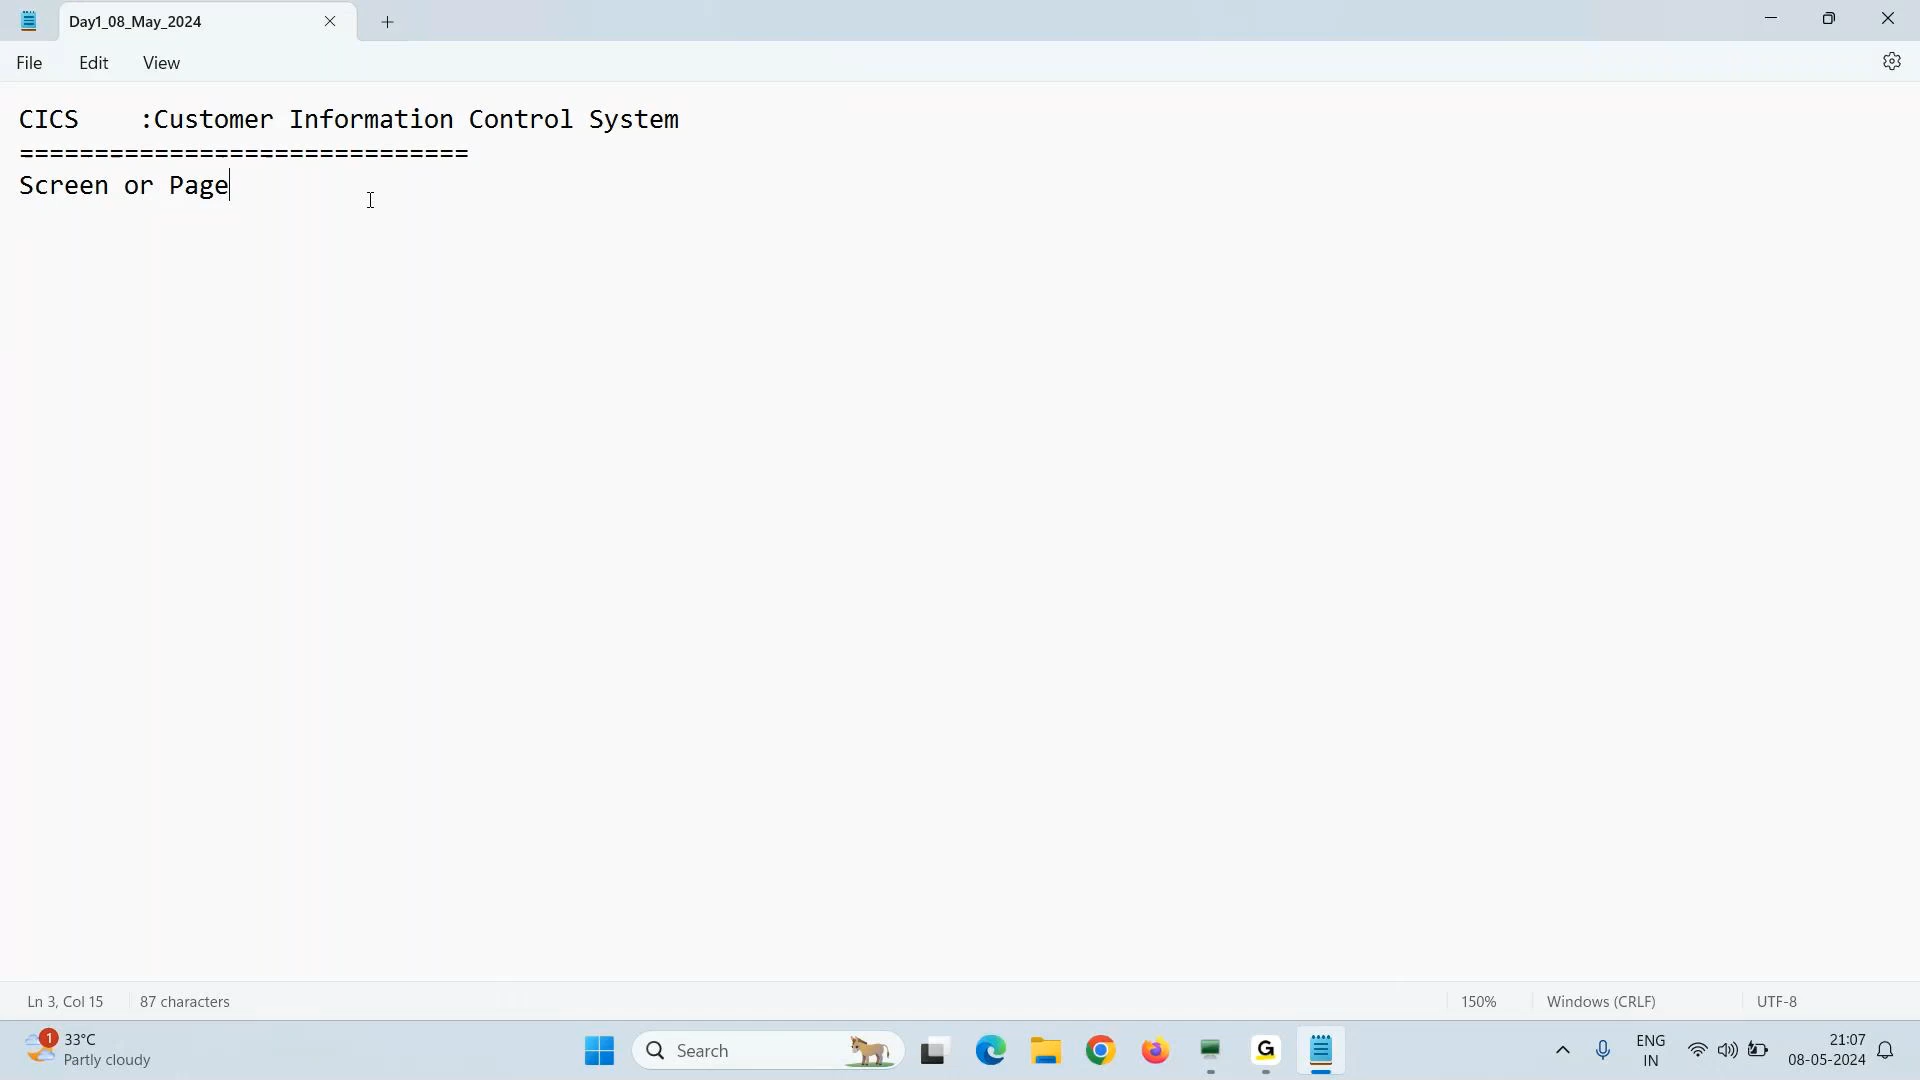 Day1_08_May_2024
File Edit View
CICS    :Customer Information Control System
==============================
Screen or Page
Ln 3, Col 15 87 characters 150% Windows (CRLF) UTF-8
1 33°C
Partly cloudy
Search
G
ENG
IN
21:07
08-05-2024